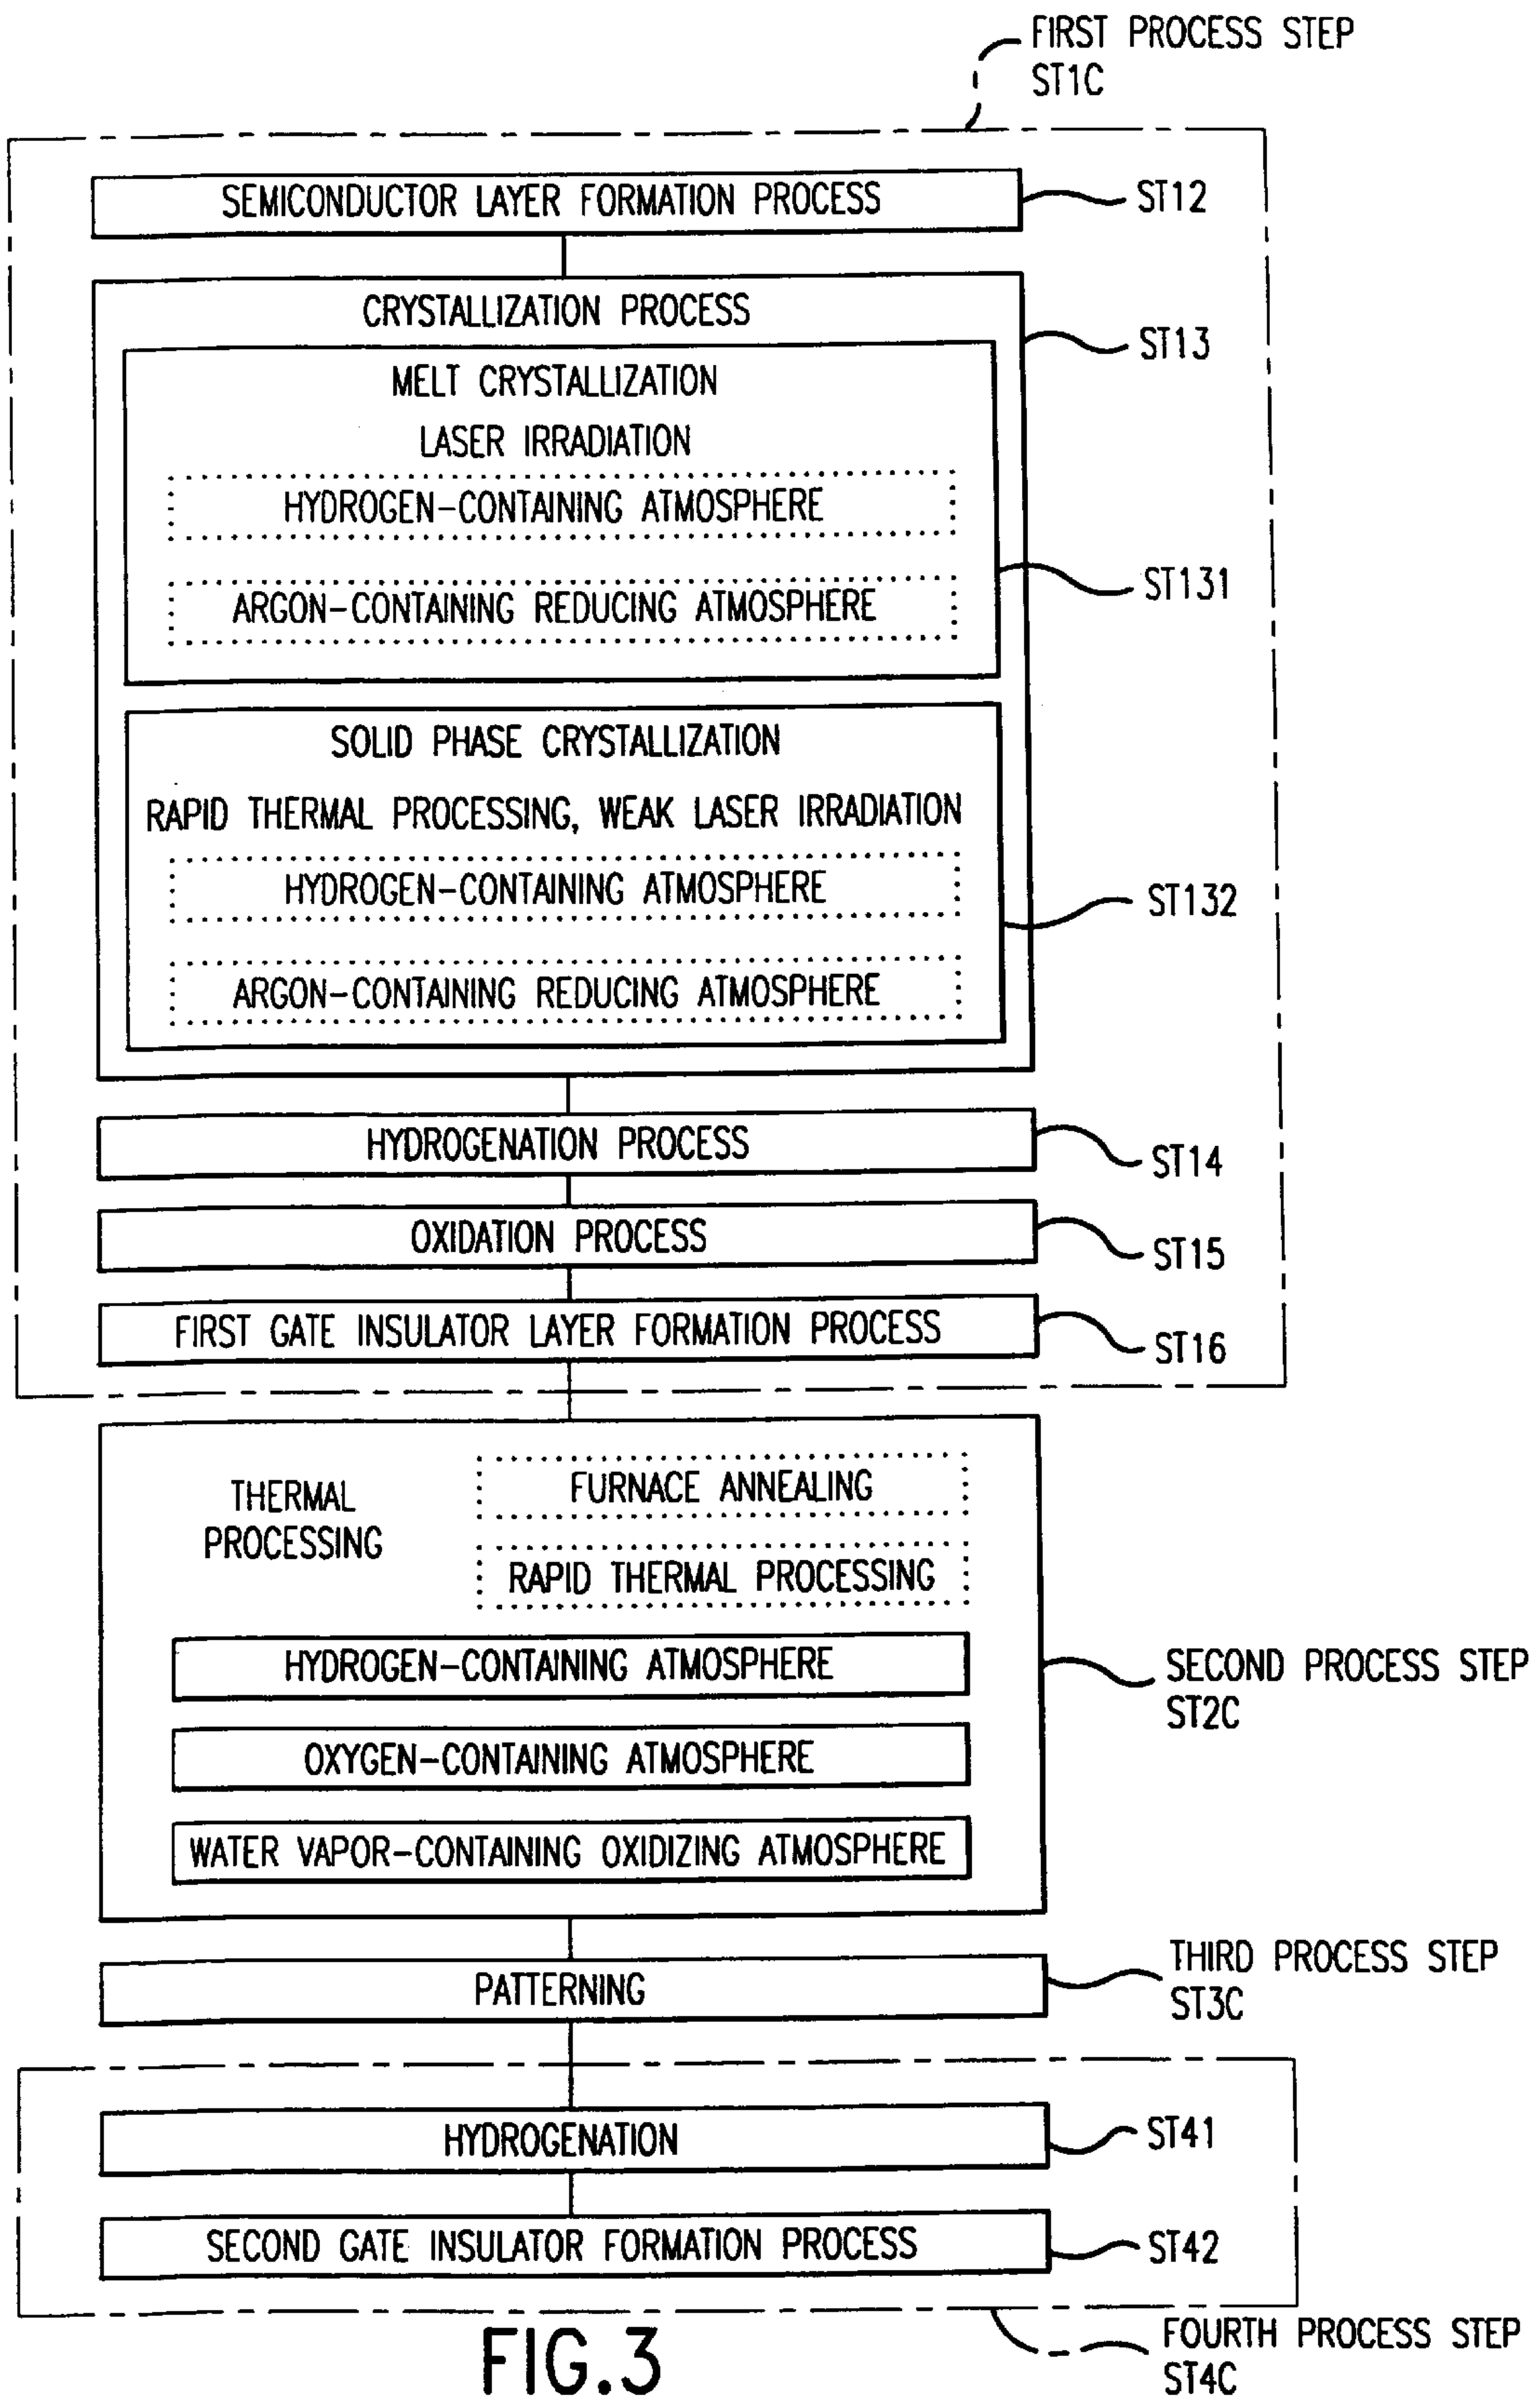 FIRST PROCESS STEP
ST1C
SEMICONDUCTOR LAYER FORMATION PROCESS
ST12
CRYSTALLIZATION PROCESS
ST13
MELT CRYSTALLIZATION
LASER IRRADIATION
HYDROGEN-CONTAINING ATMOSPHERE
ARGON-CONTAINING REDUCING ATMOSPHERE
ST131
SOLID PHASE CRYSTALLIZATION
RAPID THERMAL PROCESSING, WEAK LASER IRRADIATION
HYDROGEN-CONTAINING ATMOSPHERE
ST132
ARGON-CONTAINING REDUCING ATMOSPHERE
HYDROGENATION PROCESS
ST14
OXIDATION PROCESS
ST15
FIRST GATE INSULATOR LAYER FORMATION PROCESS
ST16
THERMAL
PROCESSING
FURNACE ANNEALING
RAPID THERMAL PROCESSING
HYDROGEN-CONTAINING ATMOSPHERE
SECOND PROCESS STEP
ST2C
OXYGEN-CONTAINING ATMOSPHERE
WATER VAPOR-CONTAINING OXIDIZING ATMOSPHERE
PATTERNING
THIRD PROCESS STEP
ST3C
HYDROGENATION
ST41
SECOND GATE INSULATOR FORMATION PROCESS
ST42
FOURTH PROCESS STEP
ST4C
FIG.3